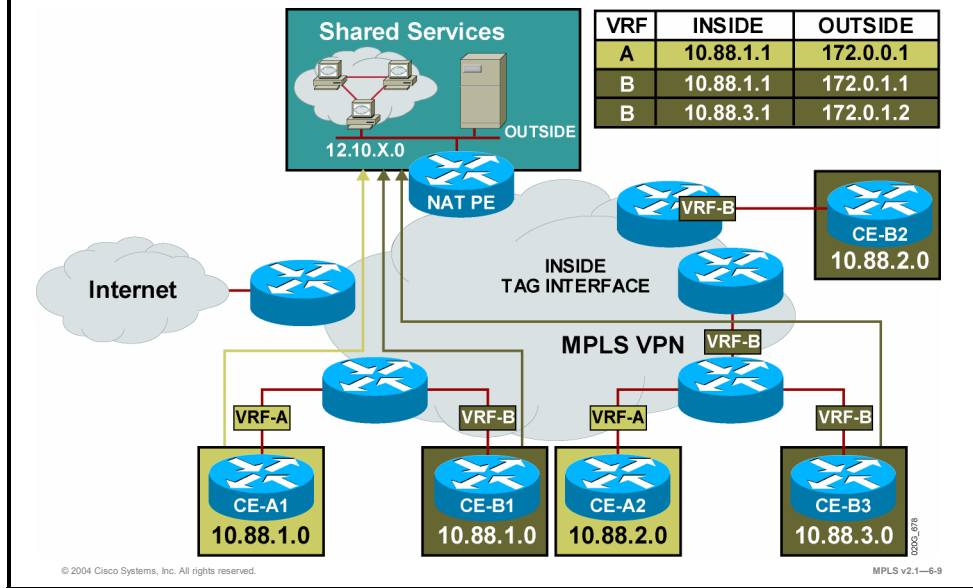 Shared Services
12.10.X.0
OUTSIDE
NAT PE
VRF INSIDE OUTSIDE
A 10.88.1.1 172.0.0.1
B 10.88.1.1 172.0.1.1
B 10.88.3.1 172.0.1.2
VRF-B
CE-B2
10.88.2.0
Internet
INSIDE
TAG INTERFACE
MPLS VPN
VRF-B
VRF-A
VRF-B
VRF-A
VRF-B
CE-A1
10.88.1.0
CE-B1
10.88.1.0
CE-A2
10.88.2.0
CE-B3
10.88.3.0
020G_678
© 2004 Cisco Systems, Inc. All rights reserved.
MPLS v2.1—6-9